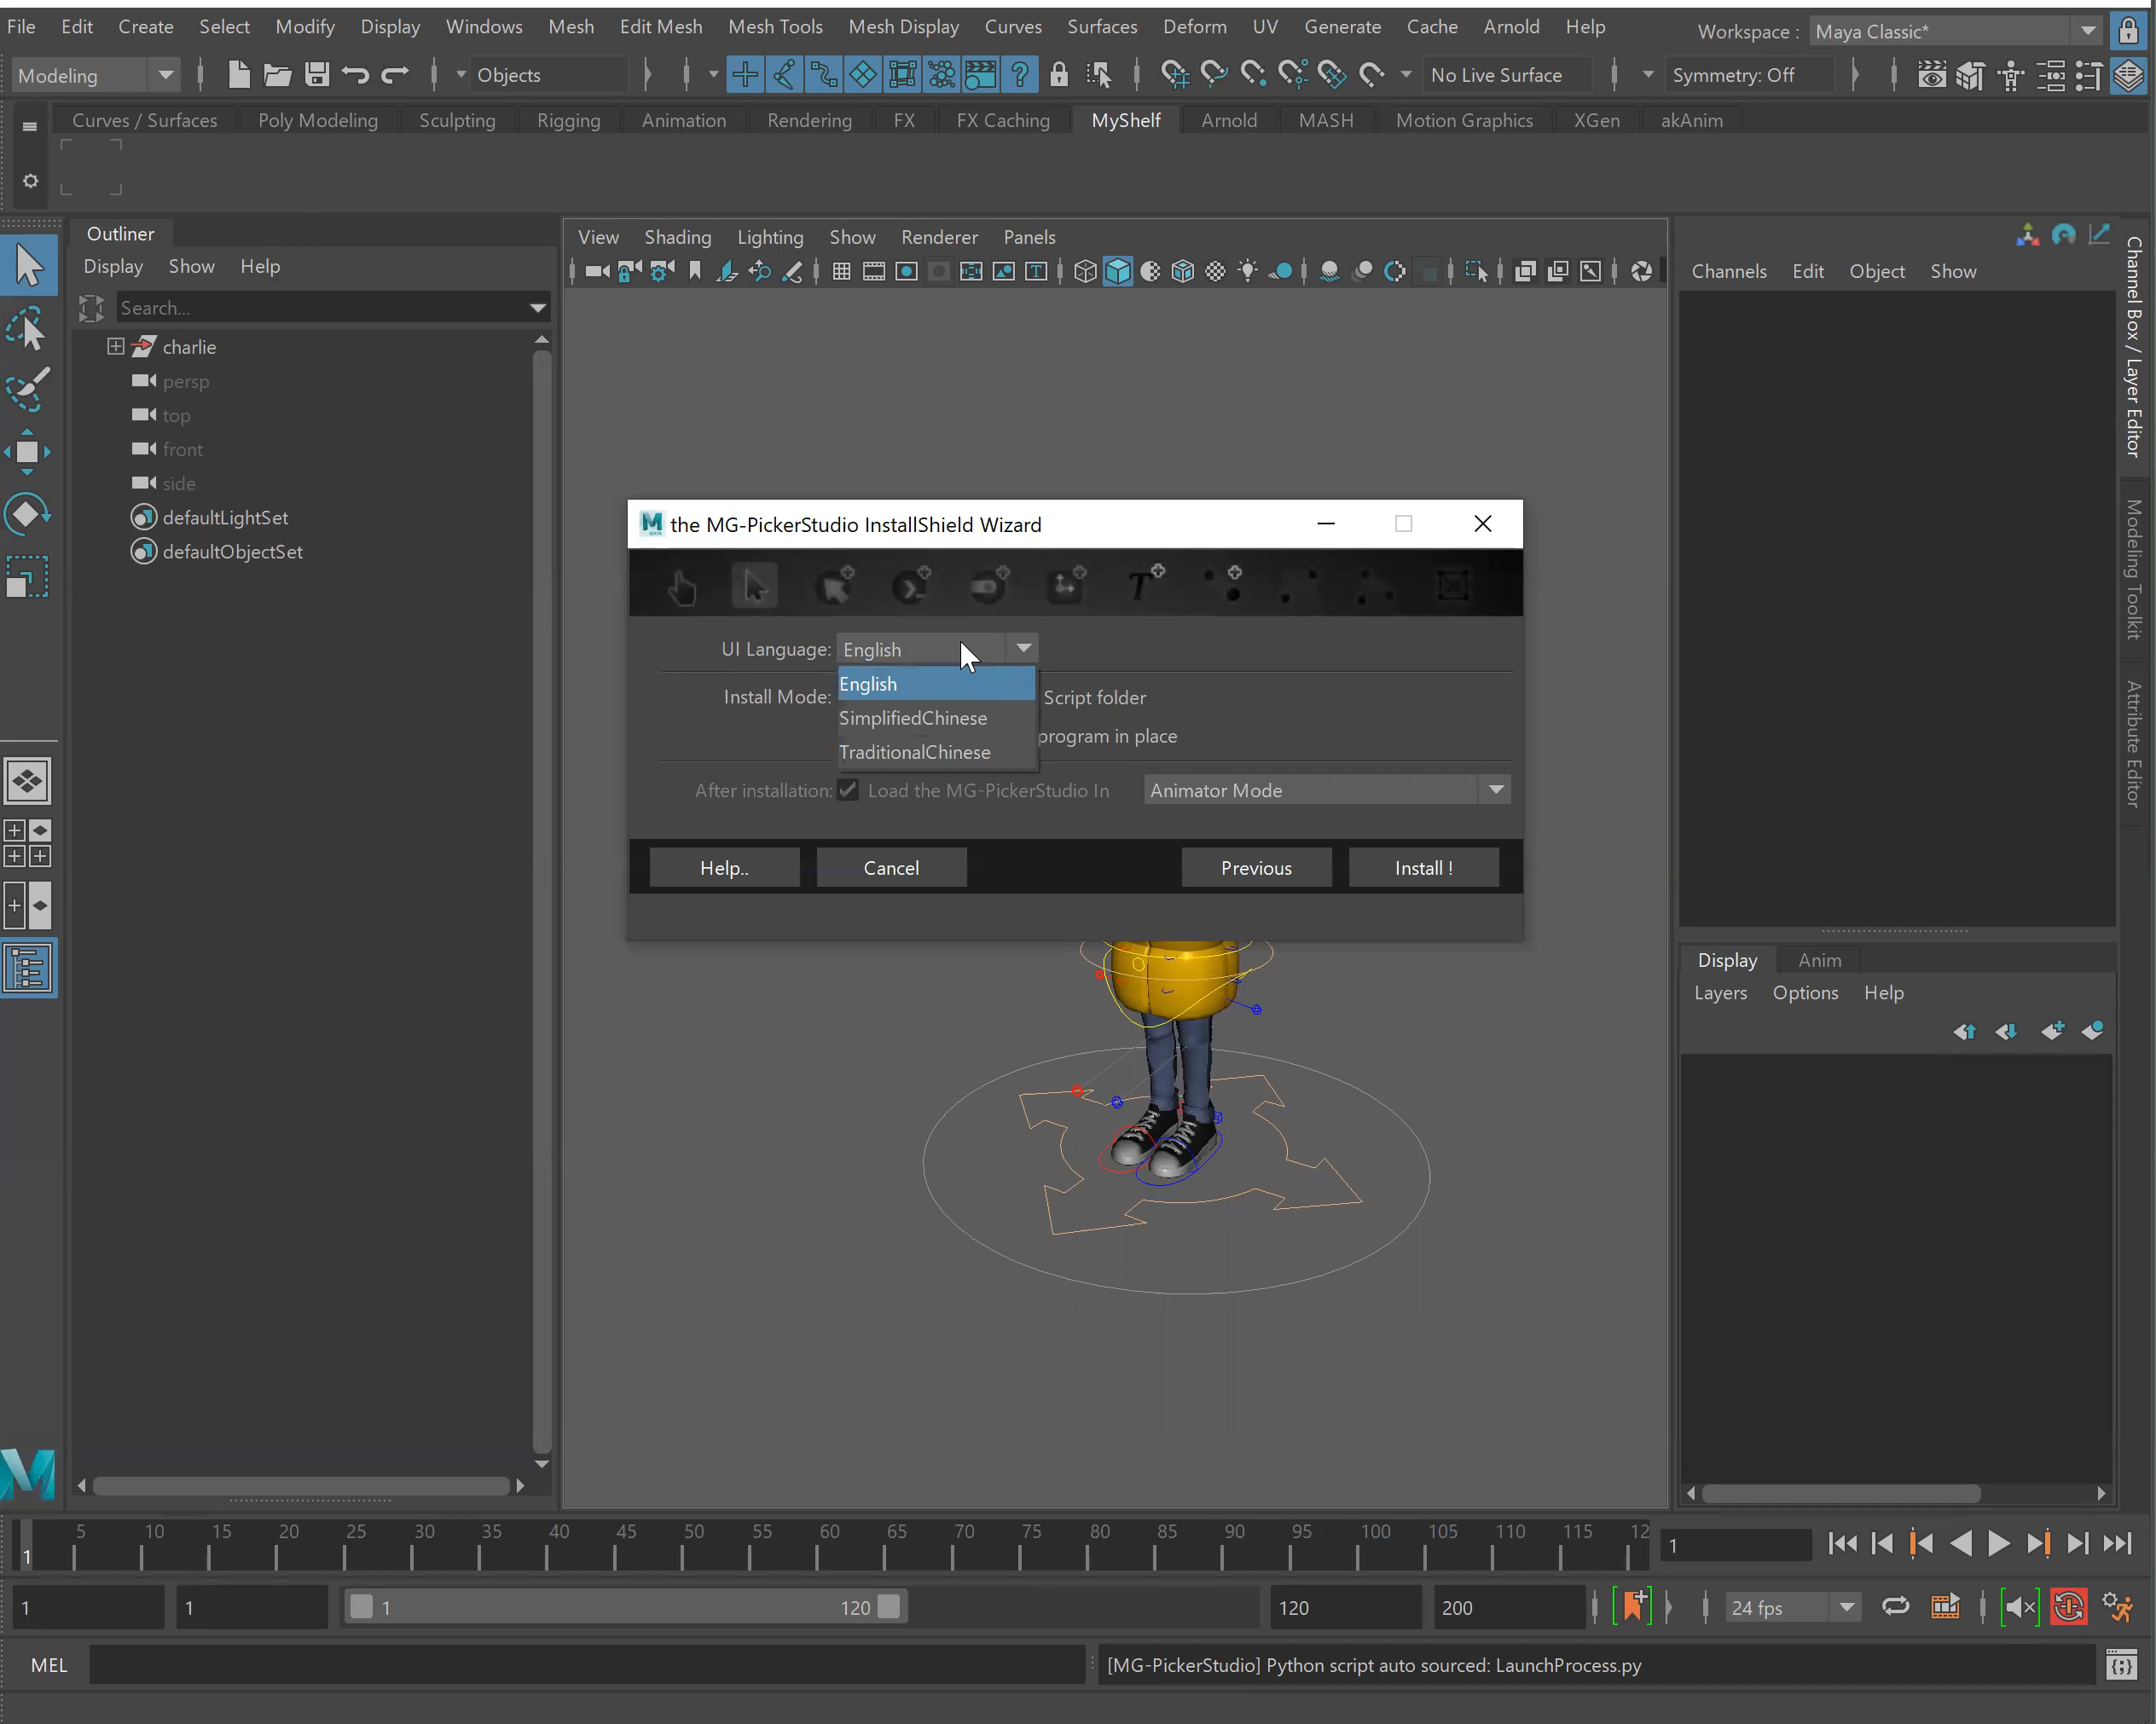 File Edit Create Select Modify Display Windows Mesh Edit Mesh Mesh Tools Mesh Display Curves Surfaces Deform UV Generate Cache Arnold Help Workspace : Maya Classic*
Modeling Objects No Live Surface Symmetry: Off
Curves / Surfaces Poly Modeling Sculpting Rigging Animation Rendering FX FX Caching MyShelf Arnold MASH Motion Graphics XGen akAnim
Outliner
Display Show Help
Search...
charlie
persp
top
front
side
defaultLightSet
defaultObjectSet
View Shading Lighting Show Renderer Panels
the MG-PickerStudio InstallShield Wizard
UI Language: English
English
SimplifiedChinese
TraditionalChinese
Install Mode: Script folder
program in place
After installation: Load the MG-PickerStudio In Animator Mode
Help.. Cancel Previous Install !
Channels Edit Object Show
Channel Box / Layer Editor
Modeling Toolkit
Attribute Editor
Display Anim
Layers Options Help
5 10 15 20 25 30 35 40 45 50 55 60 65 70 75 80 85 90 95 100 105 110 115 12
1 1
1 1 1 120 120 200 24 fps
MEL [MG-PickerStudio] Python script auto sourced: LaunchProcess.py